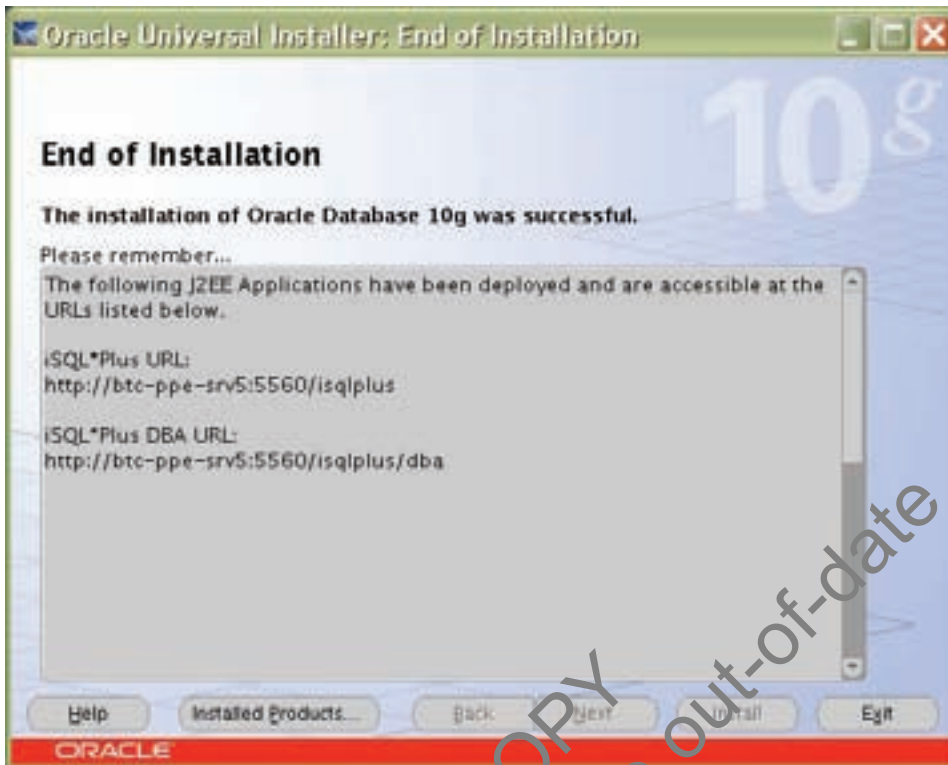 Oracle Universal Installer: End of Installation
10g
End of Installation
The installation of Oracle Database 10g was successful.
Please remember...
The following J2EE Applications have been deployed and are accessible at the
URLs listed below.
iSQL*Plus URL:
http://btc-ppe-srv5:5560/isqlplus
iSQL*Plus DBA URL:
http://btc-ppe-srv5:5560/isqlplus/dba
Help Installed Products... Back Next Install Exit
ORACLE
OPY
out-of-date